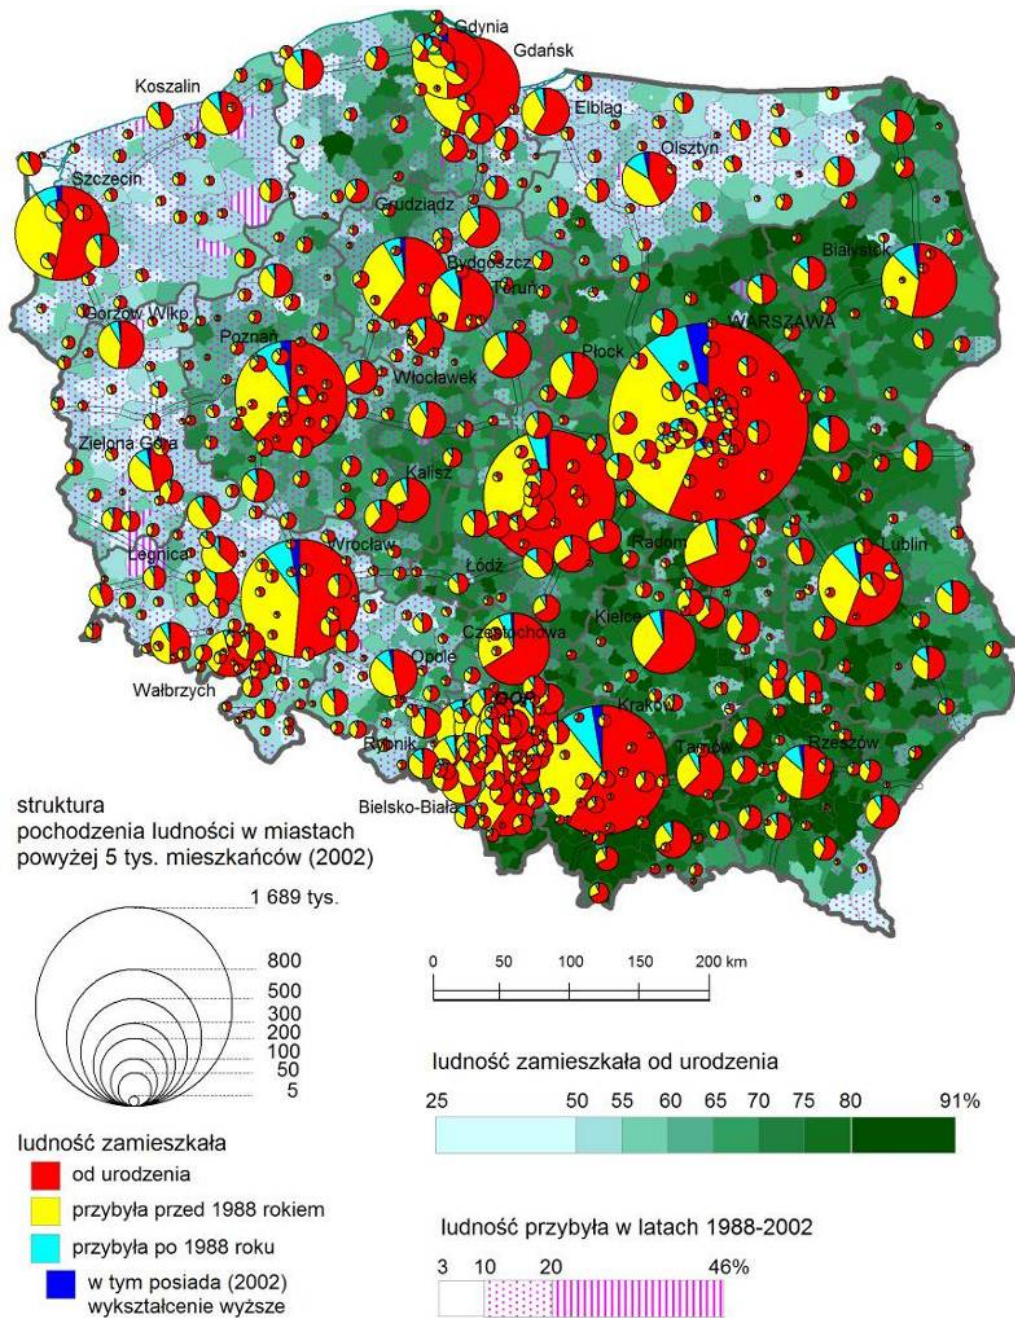 Gdynia
Gdańsk
Koszalin
Elbląg
Olsztyn
Szczecin
Grudziądz
Bydgoszcz
Białystok
Toruń
Gorzów Wlkp.
Poznań
WARSZAWA
Płock
Włocławek
Zielona Góra
Kalisz
Legnica
Wrocław
Radom
Lublin
Łódź
Kielce
Częstochowa
Opole
Wałbrzych
GOP
Kraków
Rybnik
Tarnów
Rzeszów
Bielsko-Biała
struktura
pochodzenia ludności w miastach
powyżej 5 tys. mieszkańców (2002)
1 689 tys.
800
500
300
200
100
50
5
0 50 100 150 200 km
ludność zamieszkała od urodzenia
25 50 55 60 65 70 75 80 91%
ludność zamieszkała
od urodzenia
przybyła przed 1988 rokiem
przybyła po 1988 roku
w tym posiada (2002)
wykształcenie wyższe
ludność przybyła w latach 1988-2002
3 10 20 46%